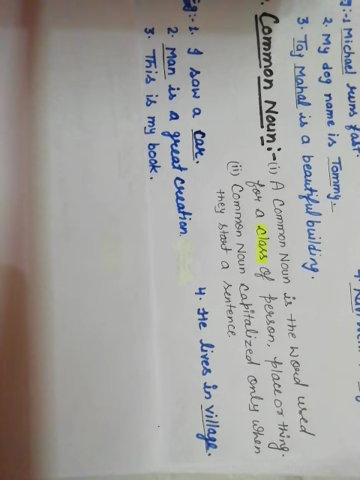 g:-1 Michael runs fast.
2. My dog name is Tommy.
3. Taj Mahal is a beautiful building.
Common Noun:- (i) A Common Noun is the word used
for a class of person, place or thing.
(ii) Common Noun capitalized only when
they start a sentence
eg:- 1. I saw a car.
4. He lives in village.
2. Man is a great creation
3. This is my book.